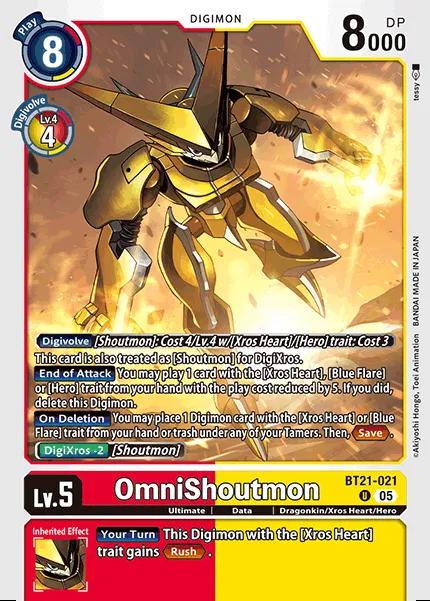 DIGIMON
Play
8
8000 DP
Digivolve
Lv.4
4
tessy
©Akiyoshi Hongo, Toei Animation BANDAI MADE IN JAPAN
Digivolve [Shoutmon]: Cost 4/Lv.4 w/[Xros Heart]/[Hero] trait: Cost 3
This card is also treated as [Shoutmon] for DigiXros.
End of Attack You may play 1 card with the [Xros Heart], [Blue Flare]
or [Hero] trait from your hand with the play cost reduced by 5. If you did,
delete this Digimon.
On Deletion You may place 1 Digimon card with the [Xros Heart] or [Blue
Flare] trait from your hand or trash under any of your Tamers. Then, Save.
DigiXros -2 [Shoutmon]
Lv.5
OmniShoutmon
BT21-021
U 05
Ultimate Data Dragonkin/Xros Heart/Hero
Inherited Effect
Your Turn This Digimon with the [Xros Heart]
trait gains Rush.